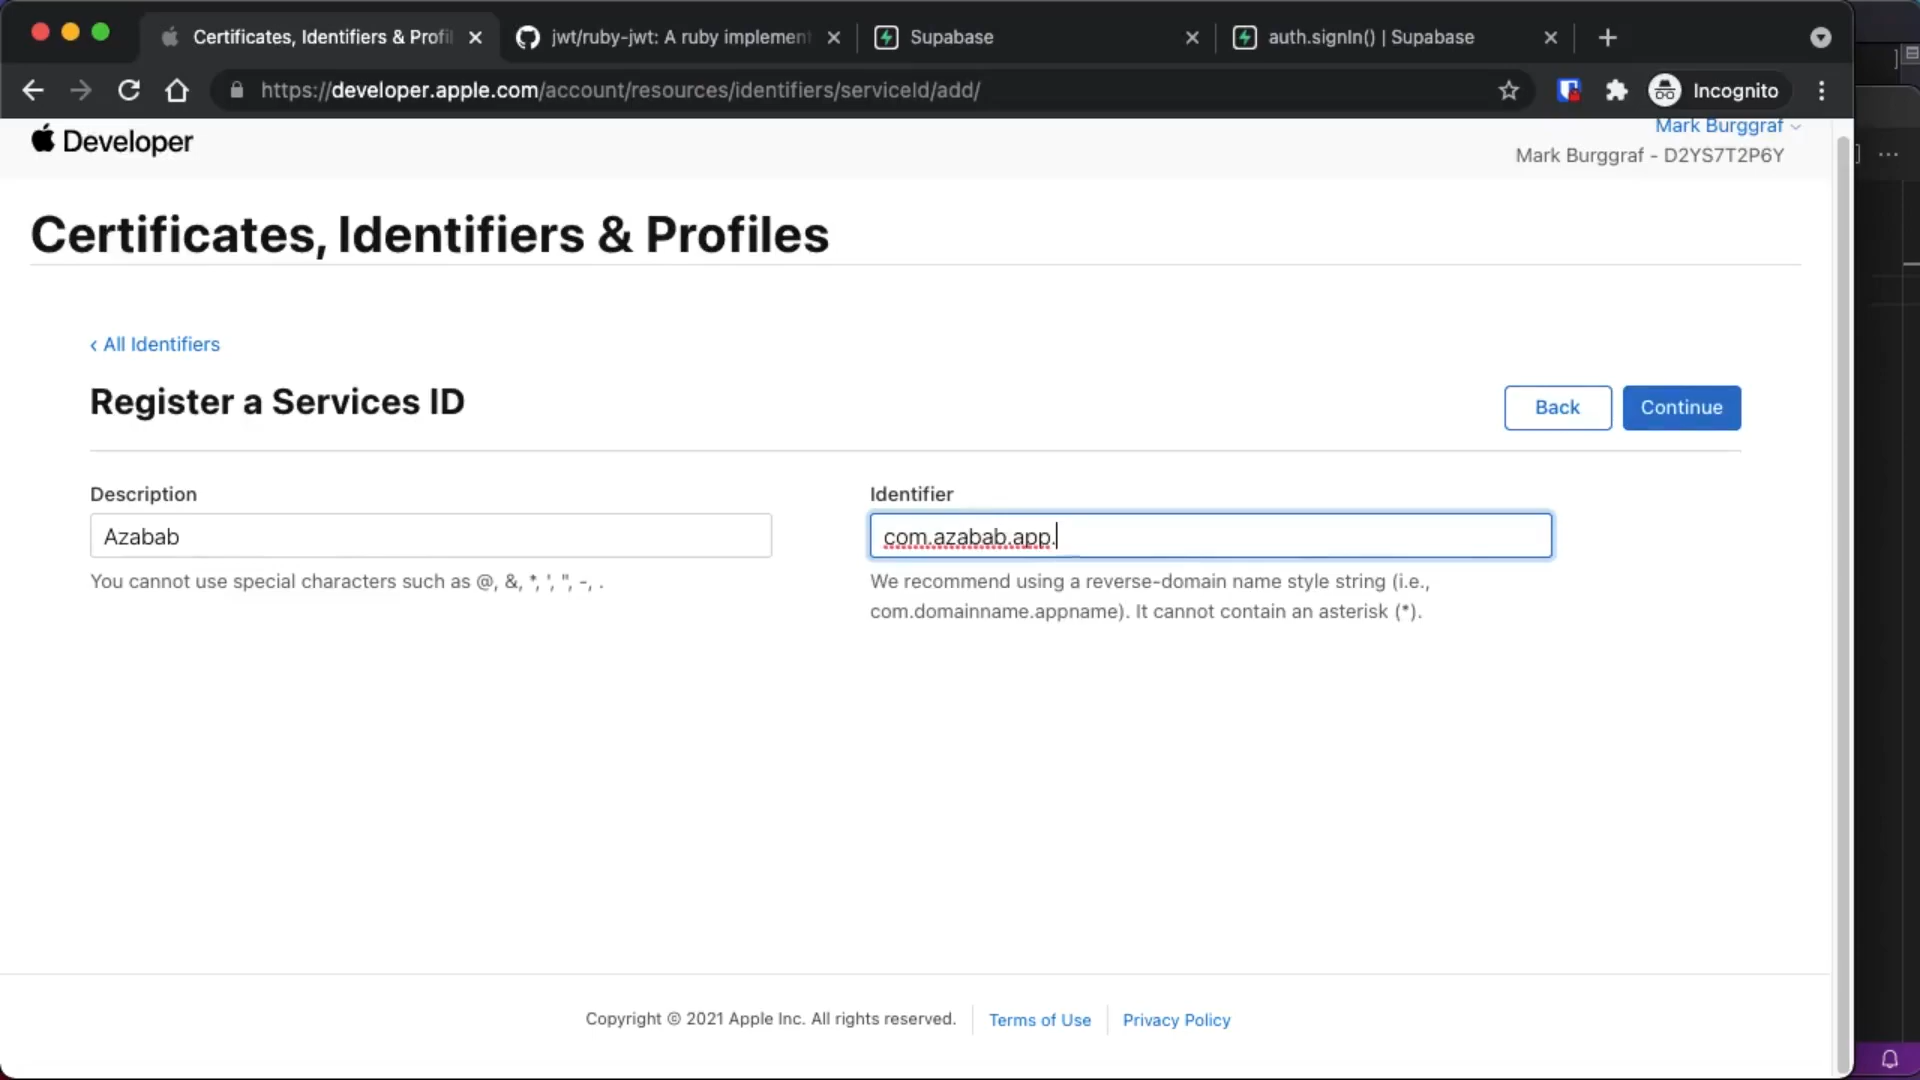 Certificates, Identifiers & Profil
jwt/ruby-jwt: A ruby implemen
Supabase
auth.signIn() | Supabase
https://developer.apple.com/account/resources/identifiers/serviceId/add/
Incognito
Developer
Mark Burggraf
Mark Burggraf - D2YS7T2P6Y
Certificates, Identifiers & Profiles
‹ All Identifiers
Register a Services ID
Back
Continue
Description
Identifier
Azabab
com.azabab.app.
You cannot use special characters such as @, &, *, ', ", -, .
We recommend using a reverse-domain name style string (i.e.,
com.domainname.appname). It cannot contain an asterisk (*).
Copyright © 2021 Apple Inc. All rights reserved.
Terms of Use
Privacy Policy